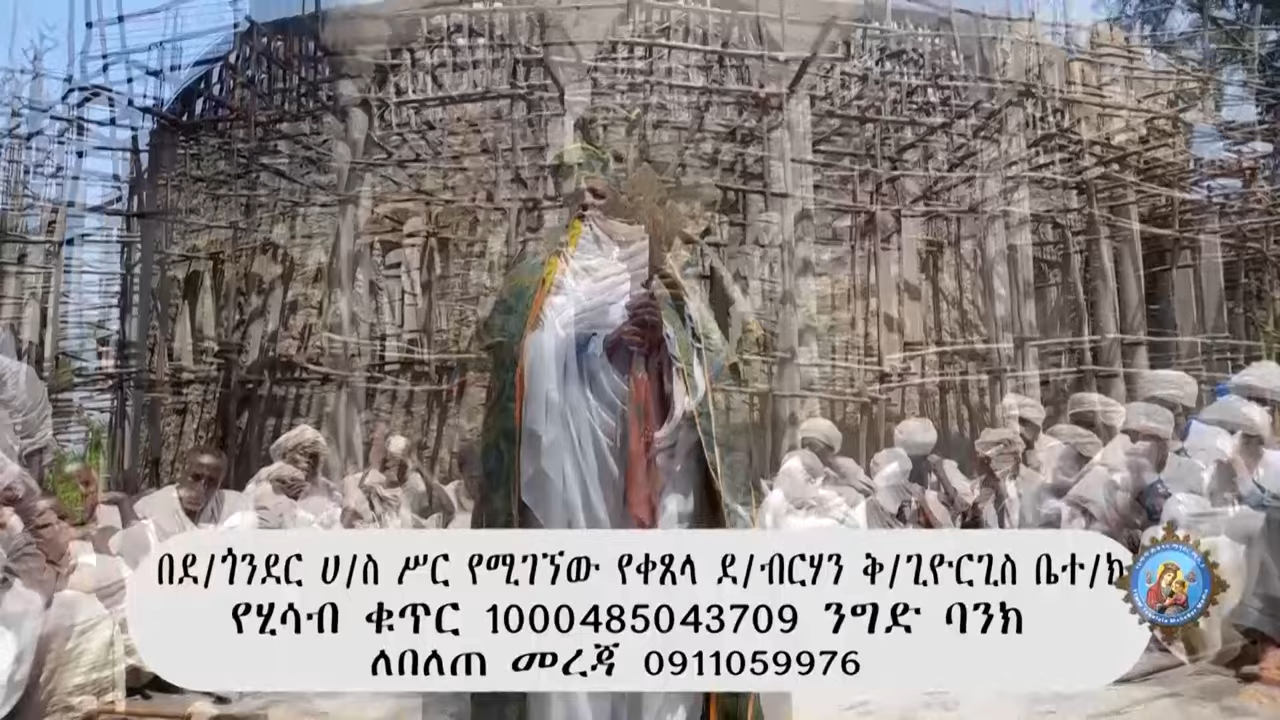 በደ/ጎንደር ሀ/ስ ሥር የሚገኘው የቀጸላ ደ/ብርሃን ቅ/ጊዮርጊስ ቤተ/ክ
የሂሳብ ቁጥር 1000485043709 ንግድ ባንክ
ለበለጠ መረጃ 0911059976